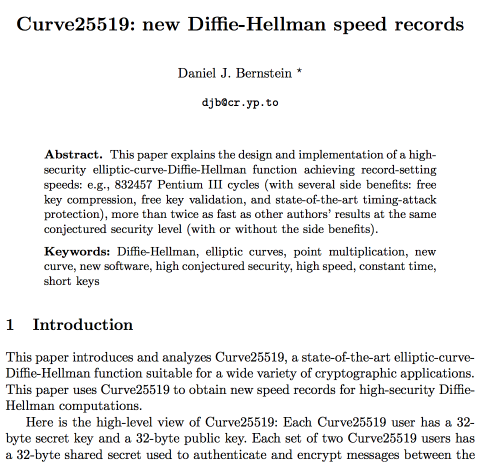 Curve25519: new Diffie-Hellman speed records
Daniel J. Bernstein *
djb@cr.yp.to
Abstract. This paper explains the design and implementation of a high-
security elliptic-curve-Diffie-Hellman function achieving record-setting
speeds: e.g., 832457 Pentium III cycles (with several side benefits: free
key compression, free key validation, and state-of-the-art timing-attack
protection), more than twice as fast as other authors' results at the same
conjectured security level (with or without the side benefits).
Keywords: Diffie-Hellman, elliptic curves, point multiplication, new
curve, new software, high conjectured security, high speed, constant time,
short keys
1 Introduction
This paper introduces and analyzes Curve25519, a state-of-the-art elliptic-curve-
Diffie-Hellman function suitable for a wide variety of cryptographic applications.
This paper uses Curve25519 to obtain new speed records for high-security Diffie-
Hellman computations.
Here is the high-level view of Curve25519: Each Curve25519 user has a 32-
byte secret key and a 32-byte public key. Each set of two Curve25519 users has
a 32-byte shared secret used to authenticate and encrypt messages between the